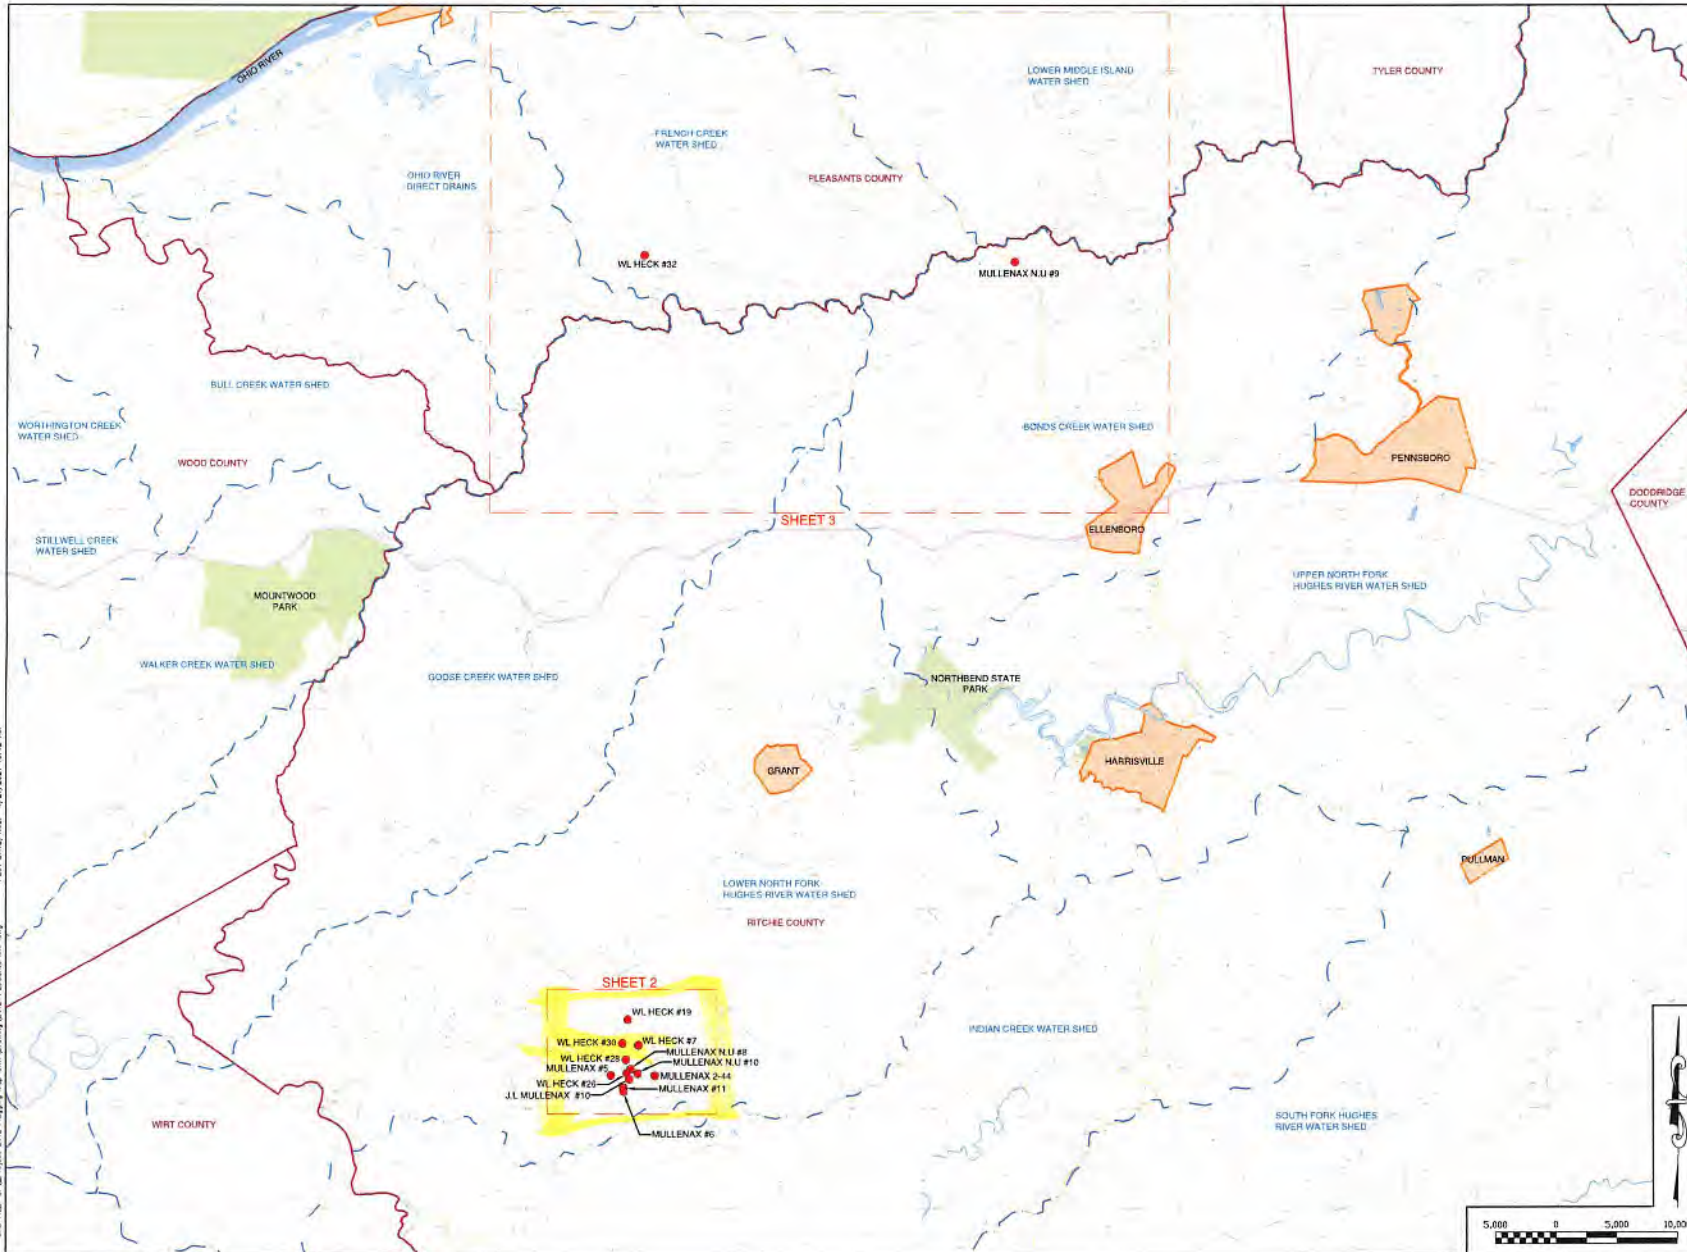 OHIO RIVER
LOWER MIDDLE ISLAND
WATER SHED
TYLER COUNTY
FRENCH CREEK
WATER SHED
OHIO RIVER
DIRECT DRAINS
PLEASANTS COUNTY
WL HECK #32
MULLENAX N.U #9
BULL CREEK WATER SHED
WORTHINGTON CREEK
WATER SHED
BONDS CREEK WATER SHED
WOOD COUNTY
PENNSBORO
DODDRIDGE
COUNTY
SHEET 3
ELLENBORO
STILLWELL CREEK
WATER SHED
UPPER NORTH FORK
HUGHES RIVER WATER SHED
MOUNTWOOD
PARK
WALKER CREEK WATER SHED
GOOSE CREEK WATER SHED
NORTHBEND STATE
PARK
GRANT
HARRISVILLE
PULLMAN
LOWER NORTH FORK
HUGHES RIVER WATER SHED
RITCHIE COUNTY
SHEET 2
WL HECK #19
WL HECK #30
WL HECK #7
MULLENAX N.U #8
WL HECK #28
MULLENAX N.U #10
MULLENAX #5
MULLENAX 2-44
WL HECK #26
MULLENAX #11
J.L MULLENAX #10
MULLENAX #6
INDIAN CREEK WATER SHED
WIRT COUNTY
SOUTH FORK HUGHES
RIVER WATER SHED
5,000 0 5,000 10,00